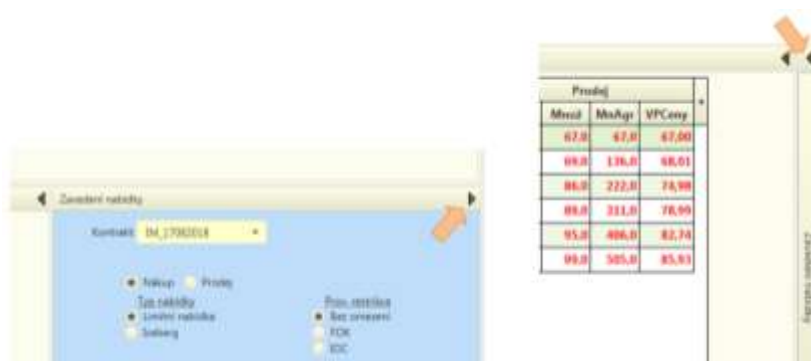 Zavedení nabídky
Kontrakt IM_17082018
Nákup Prodej
Typ nabídky Prov. restrikce
Limitní nabídka Bez omezení
Iceberg FOK
IOC
Prodej
Množ MnAgr VPCeny
67,0 67,0 67,00
69,0 136,0 68,01
86,0 222,0 74,98
89,0 311,0 78,99
95,0 406,0 82,74
99,0 505,0 85,93